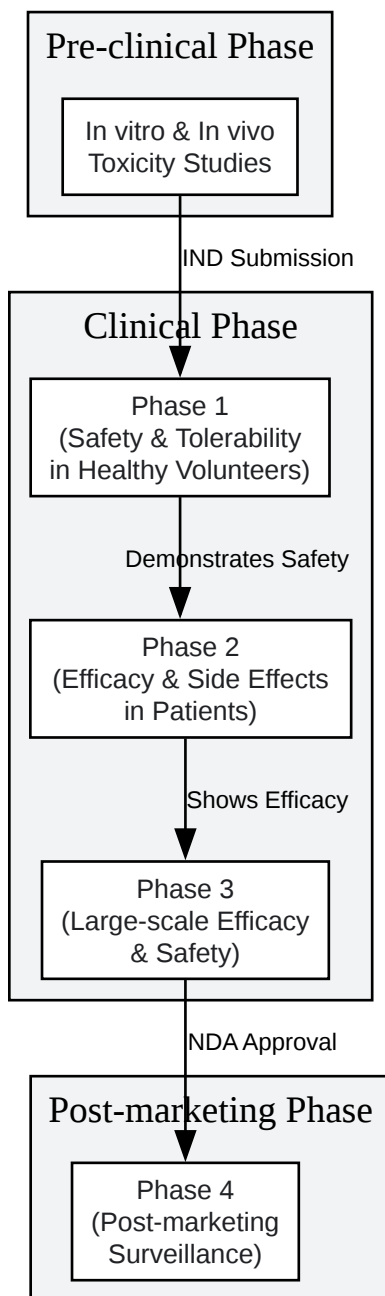 Pre-clinical Phase
In vitro & In vivo
Toxicity Studies
IND Submission
Clinical Phase
Phase 1
(Safety & Tolerability
in Healthy Volunteers)
Demonstrates Safety
Phase 2
(Efficacy & Side Effects
in Patients)
Shows Efficacy
Phase 3
(Large-scale Efficacy
& Safety)
NDA Approval
Post-marketing Phase
Phase 4
(Post-marketing
Surveillance)